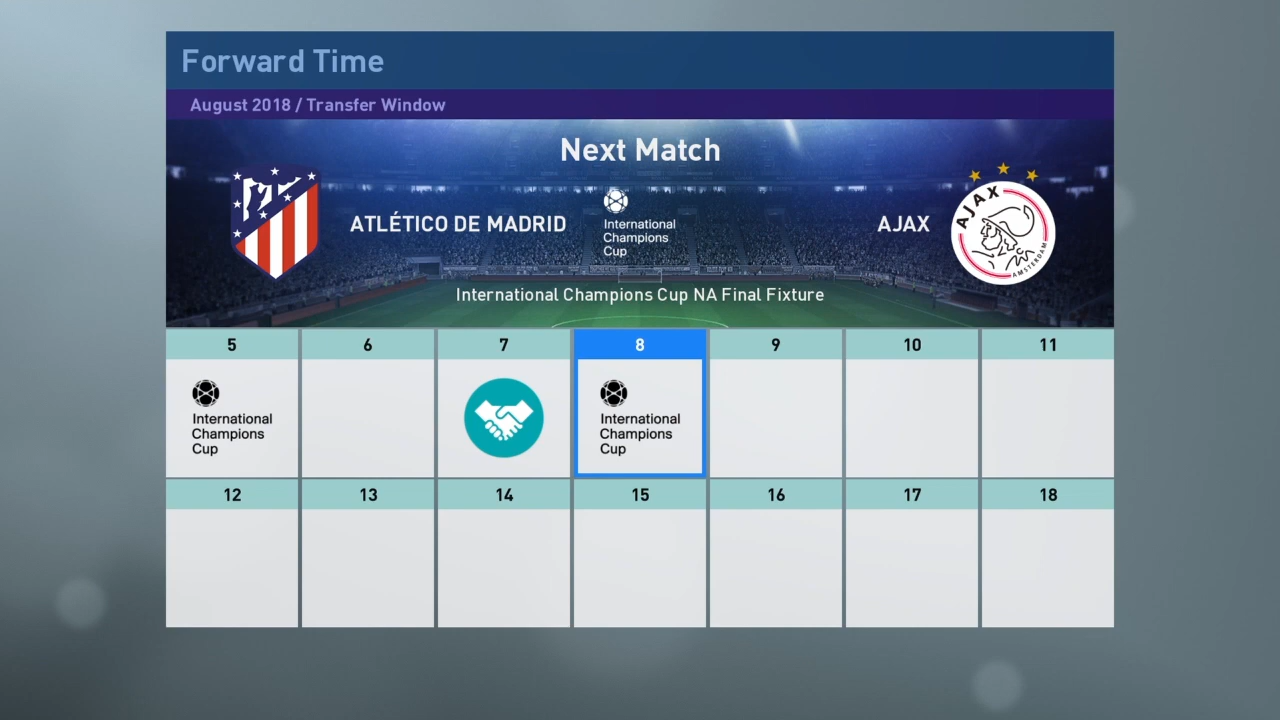 Forward Time
August 2018 / Transfer Window
Next Match
ATLÉTICO DE MADRID
International
Champions
Cup
AJAX
AJAX
AMSTERDAM
International Champions Cup NA Final Fixture
5 6 7 8 9 10 11
International
Champions
Cup
International
Champions
Cup
12 13 14 15 16 17 18